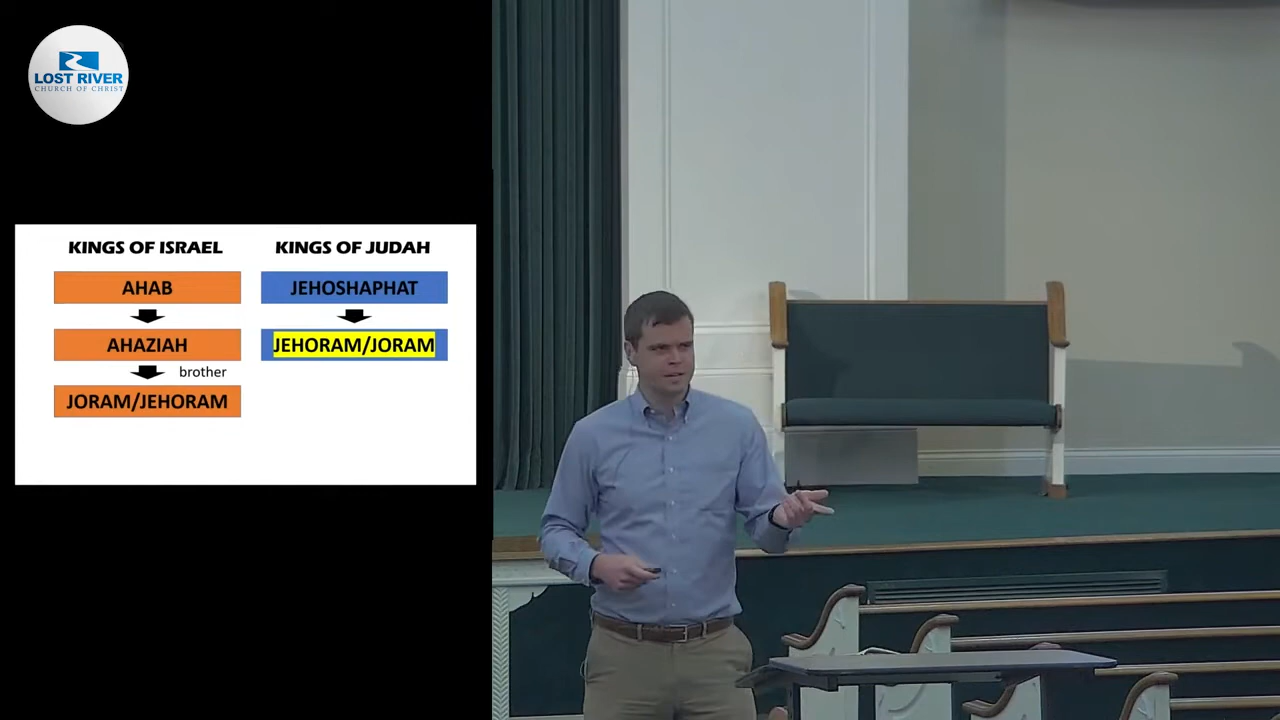 LOST RIVER
CHURCH OF CHRIST
KINGS OF ISRAEL
KINGS OF JUDAH
AHAB
JEHOSHAPHAT
AHAZIAH
JEHORAM/JORAM
brother
JORAM/JEHORAM